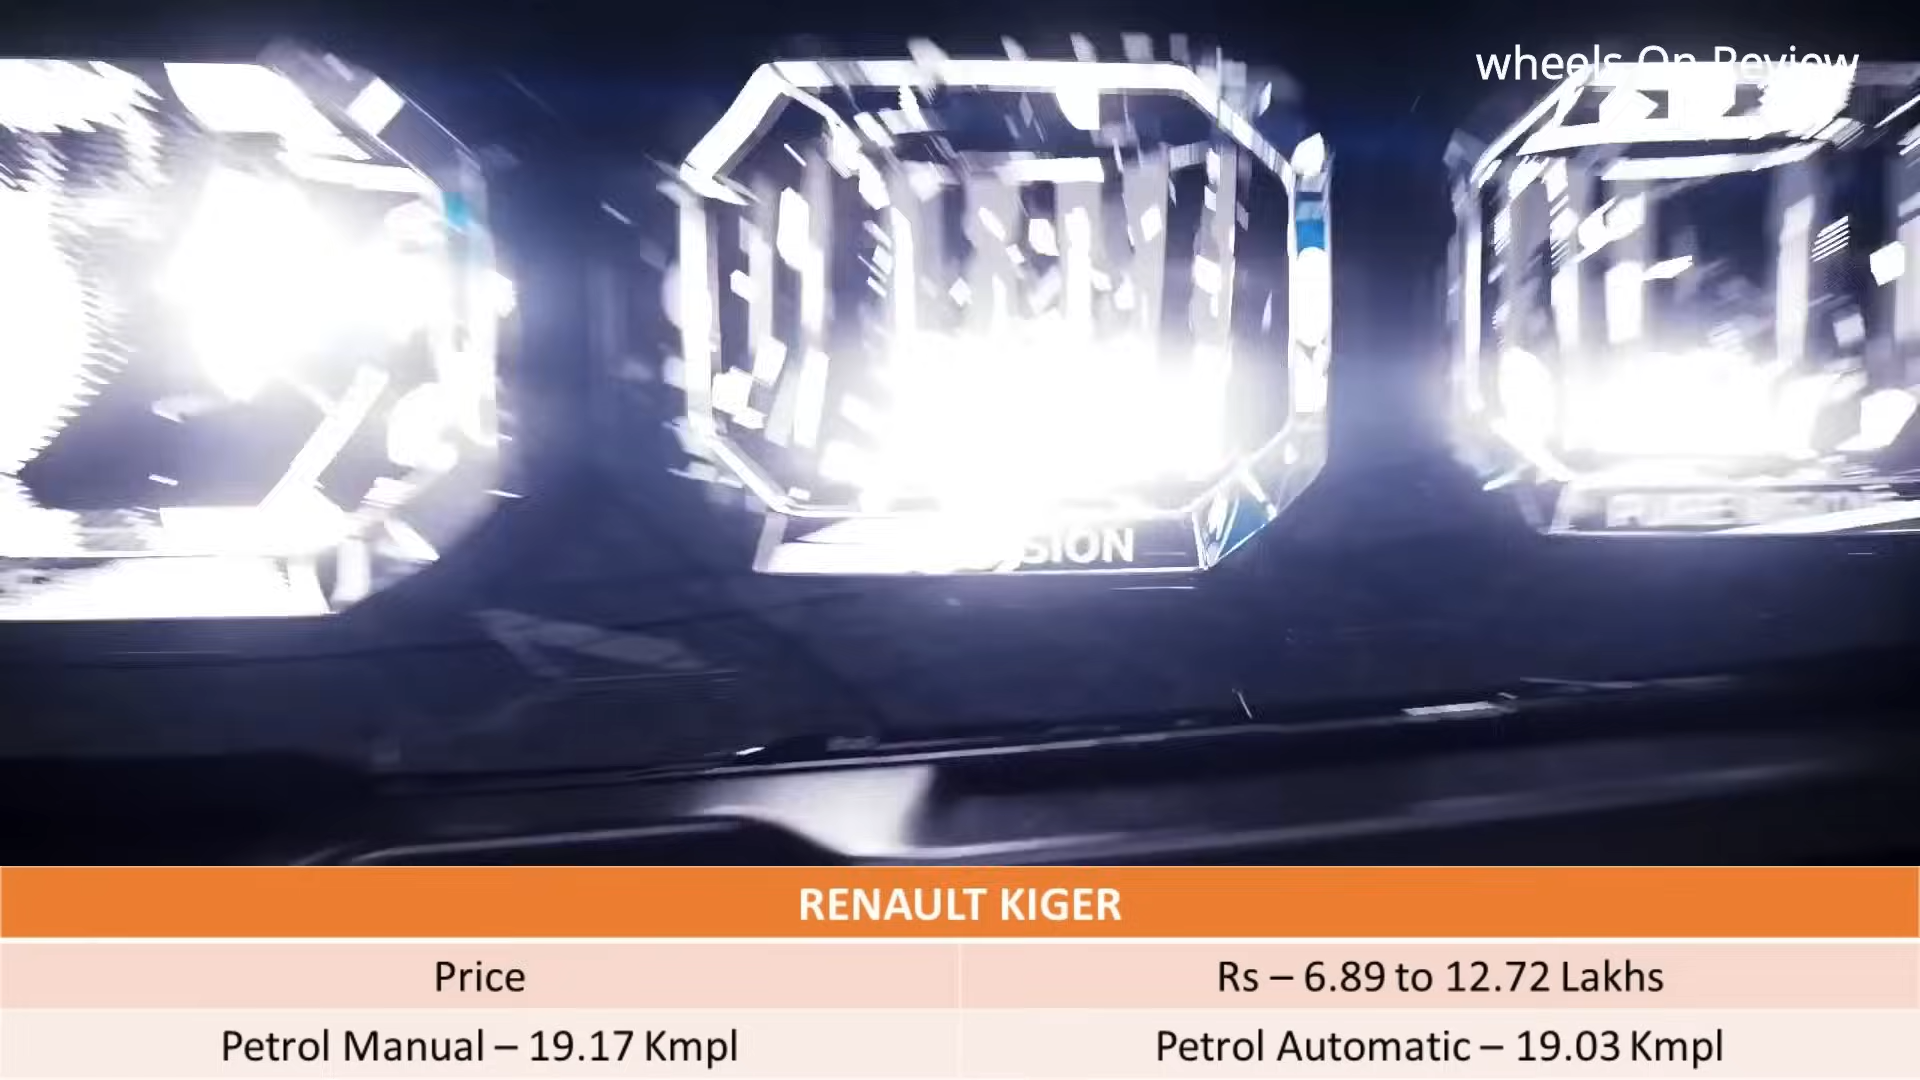 wheels On Review
SION
RENAULT KIGER
Price
Rs – 6.89 to 12.72 Lakhs
Petrol Manual – 19.17 Kmpl
Petrol Automatic – 19.03 Kmpl